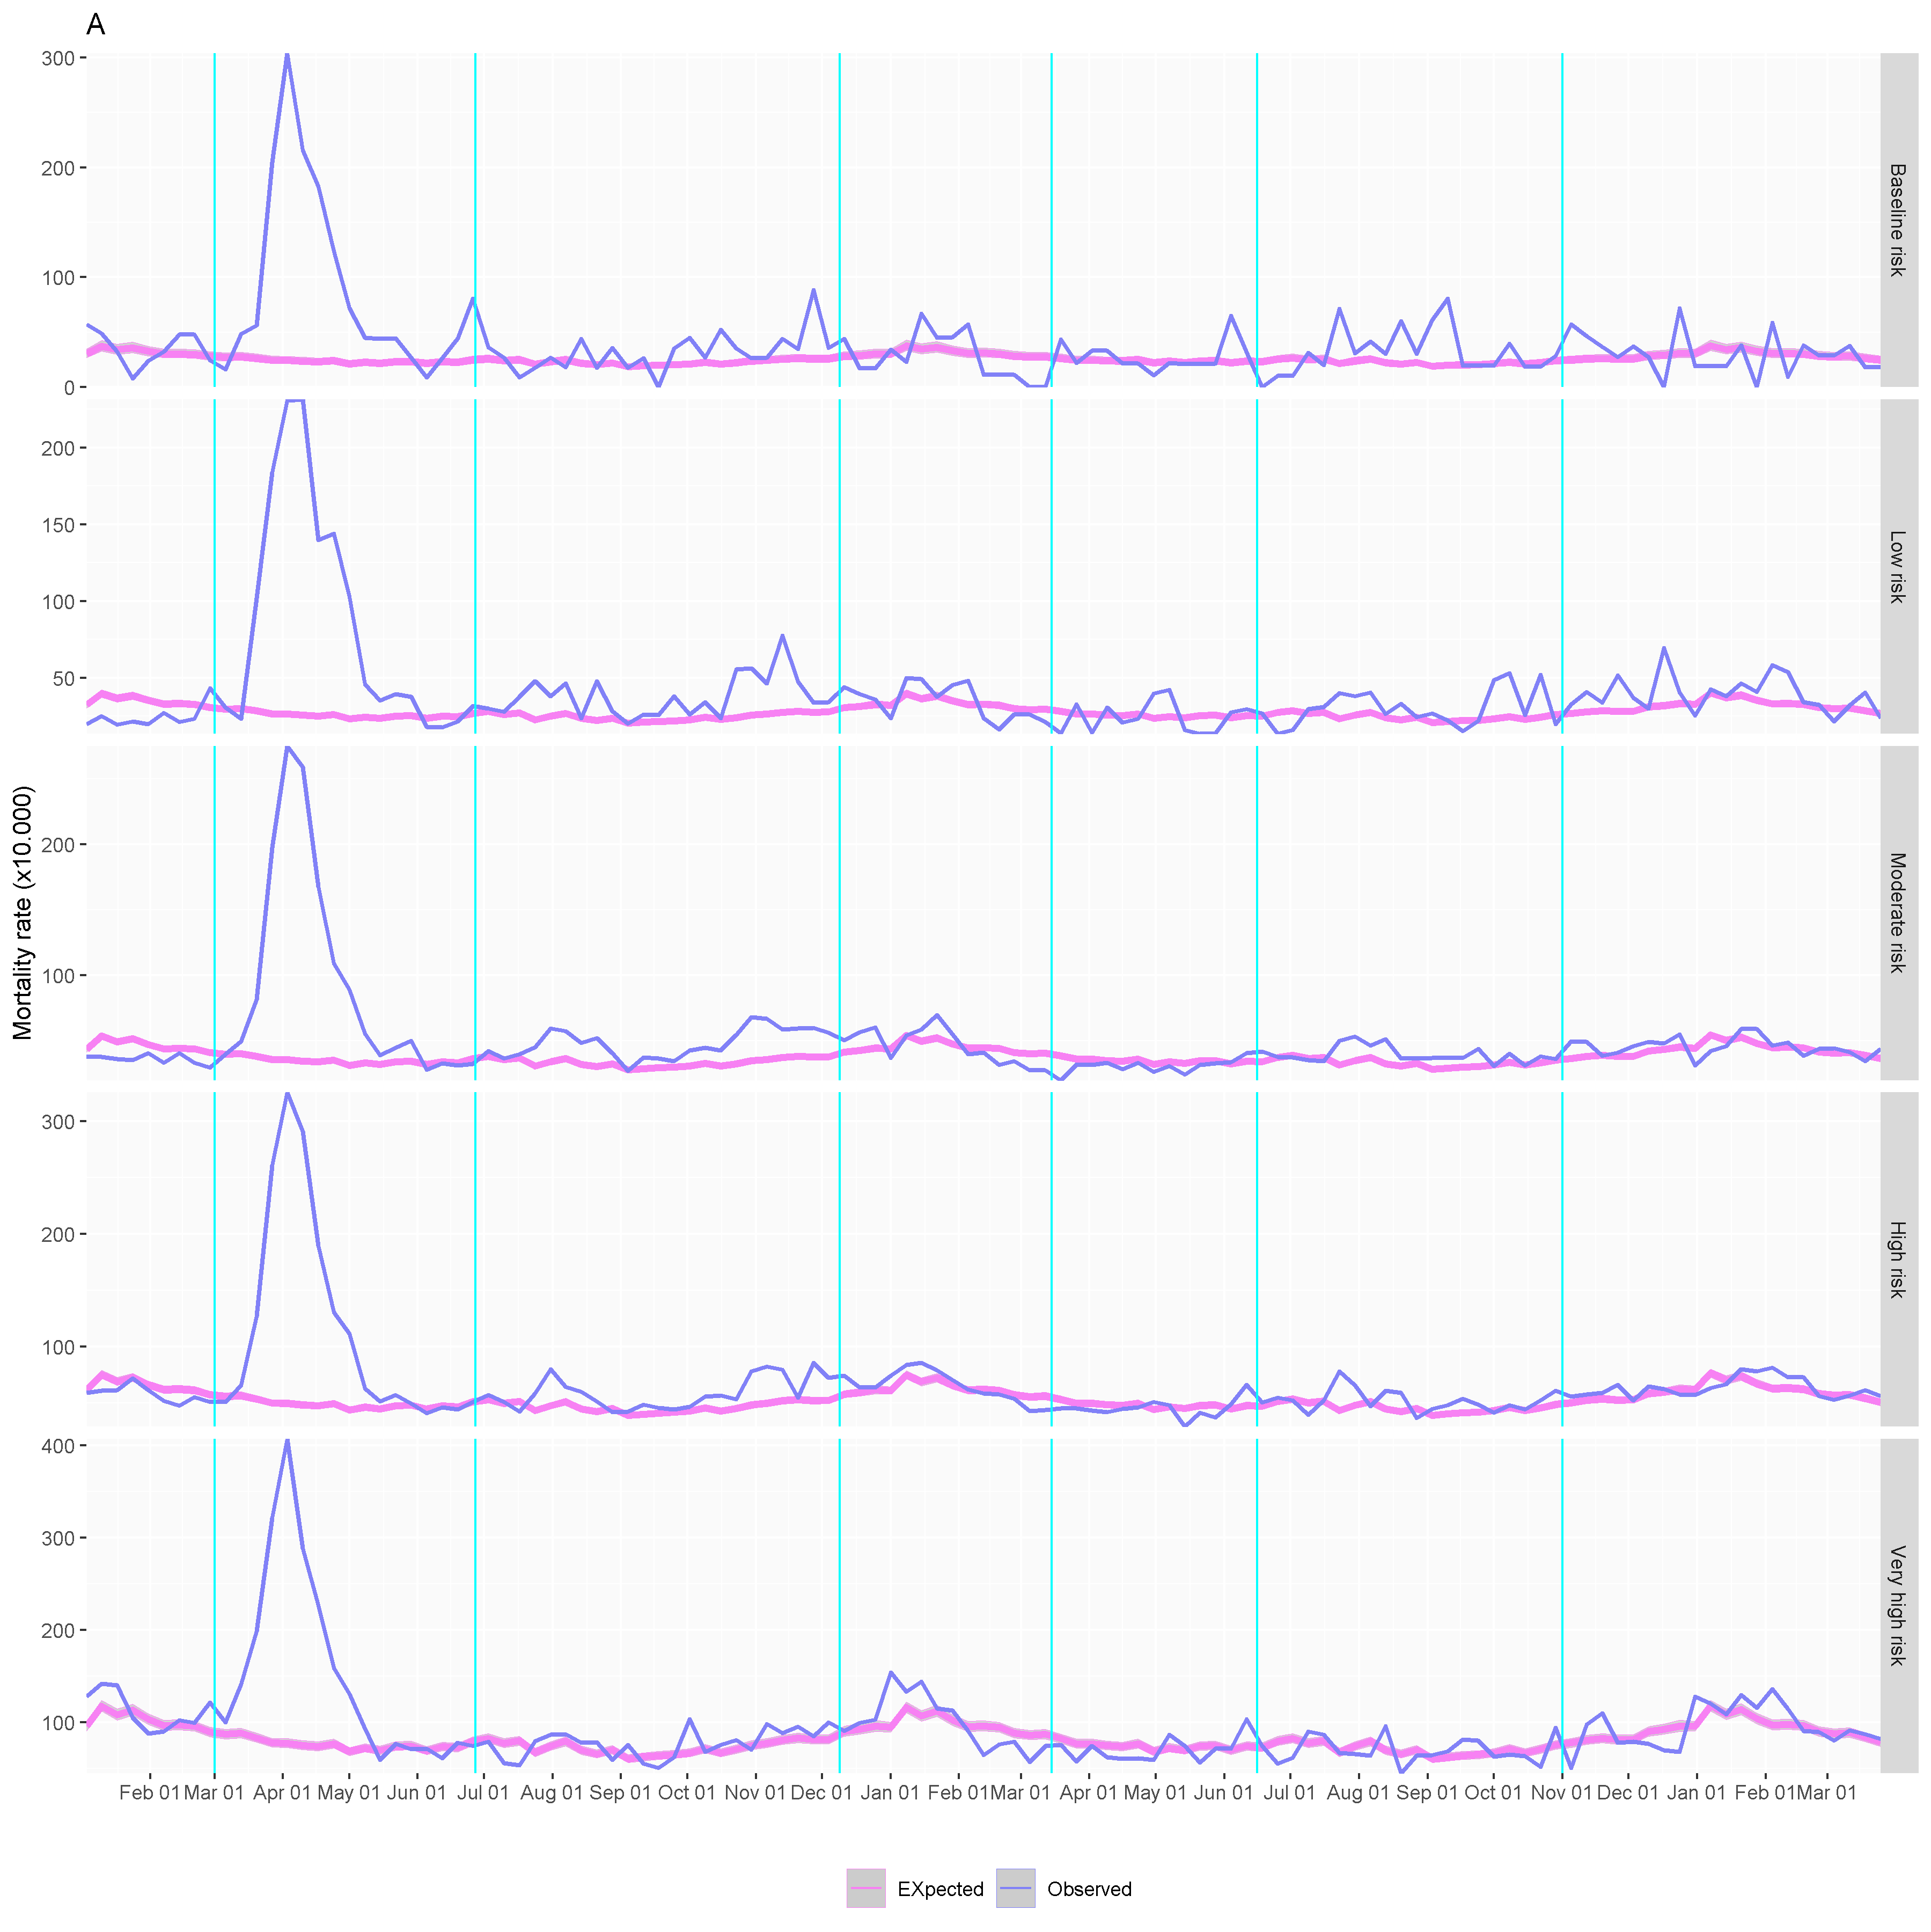 A
Mortality rate (x10.000)
300
200
100
0
Baseline risk
200
150
100
50
Low risk
200
100
Moderate risk
300
200
100
High risk
400
300
200
100
Very high risk
Feb 01 Mar 01 Apr 01 May 01 Jun 01 Jul 01 Aug 01 Sep 01 Oct 01 Nov 01 Dec 01 Jan 01 Feb 01 Mar 01 Apr 01 May 01 Jun 01 Jul 01 Aug 01 Sep 01 Oct 01 Nov 01 Dec 01 Jan 01 Feb 01 Mar 01
EXpected Observed